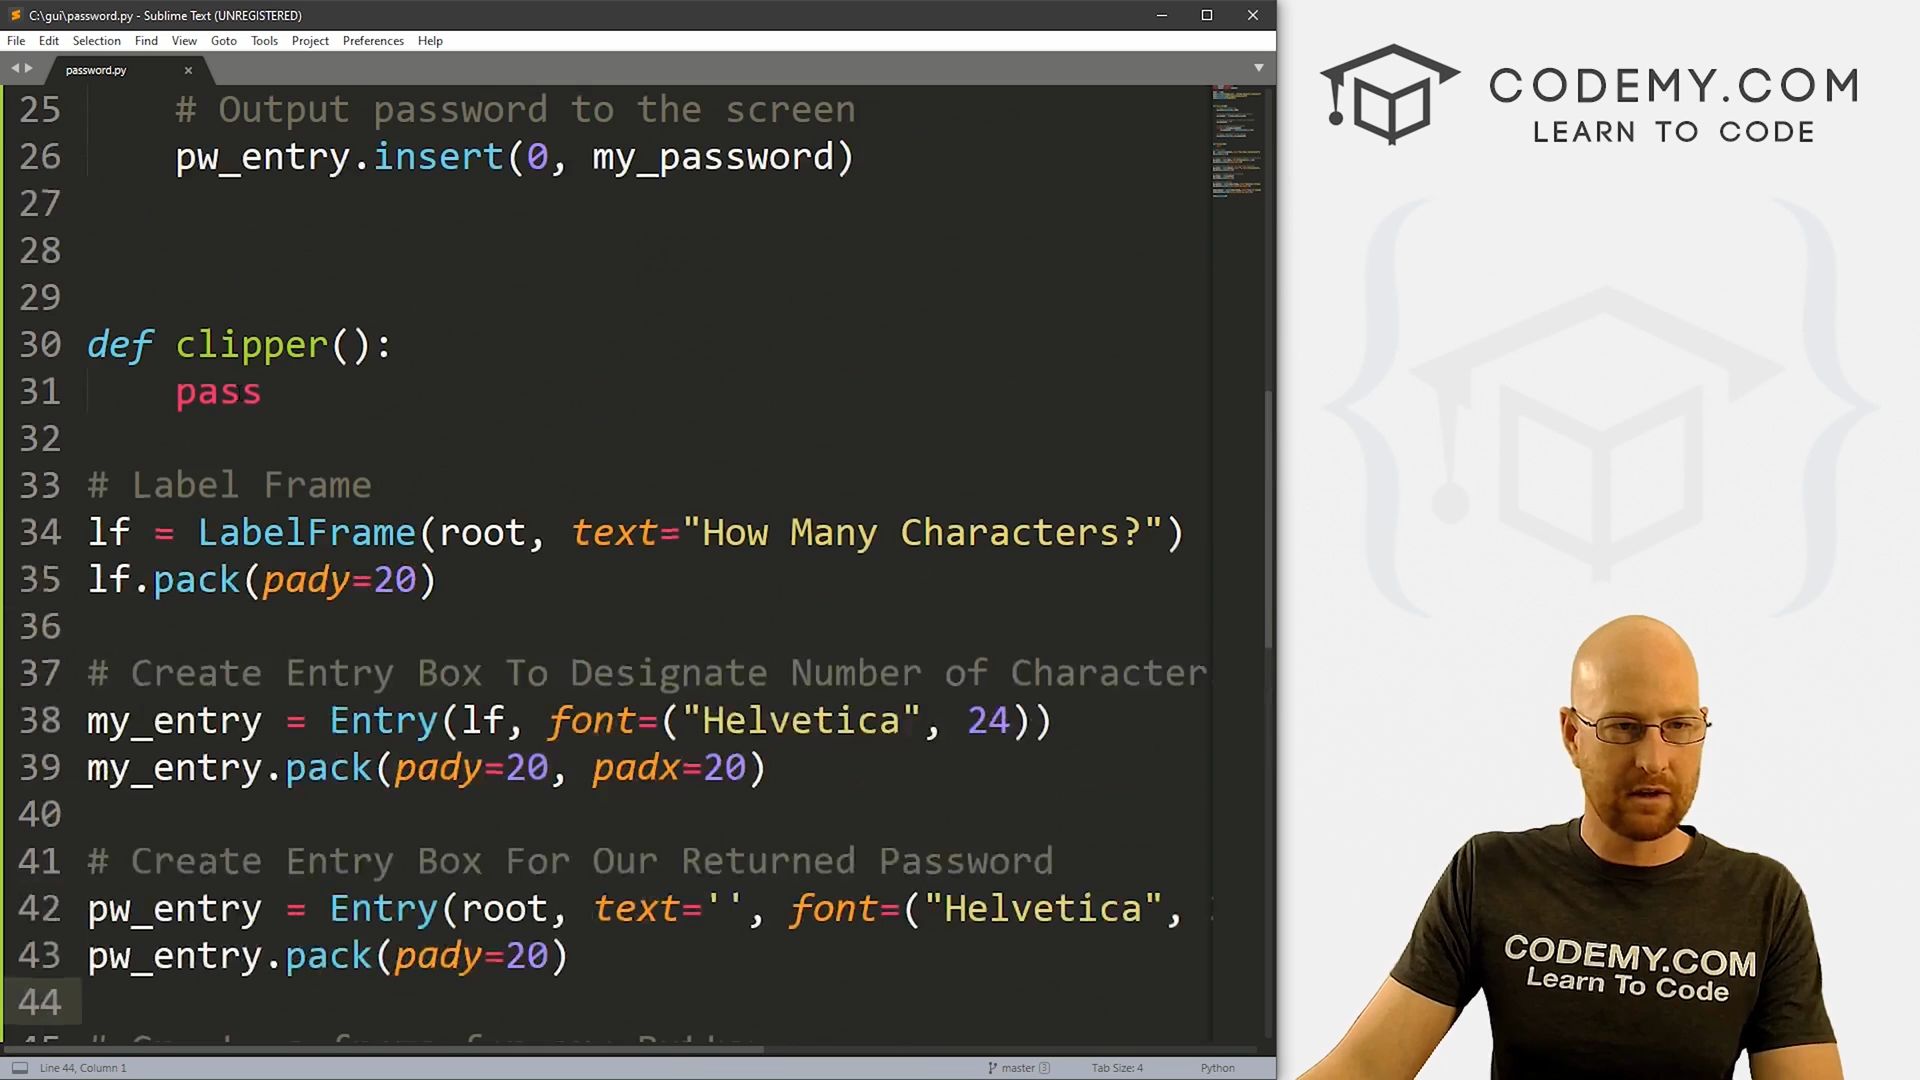 C:\gui\password.py - Sublime Text (UNREGISTERED)
File Edit Selection Find View Goto Tools Project Preferences Help
password.py
25 # Output password to the screen
26 pw_entry.insert(0, my_password)
27
28
29
30 def clipper():
31 pass
32
33 # Label Frame
34 lf = LabelFrame(root, text="How Many Characters?")
35 lf.pack(pady=20)
36
37 # Create Entry Box To Designate Number of Character
38 my_entry = Entry(lf, font=("Helvetica", 24))
39 my_entry.pack(pady=20, padx=20)
40
41 # Create Entry Box For Our Returned Password
42 pw_entry = Entry(root, text='', font=("Helvetica",
43 pw_entry.pack(pady=20)
44
Line 44, Column 1
master 3
Tab Size: 4
Python
CODEMY.COM
LEARN TO CODE
CODEMY.COM
Learn To Code